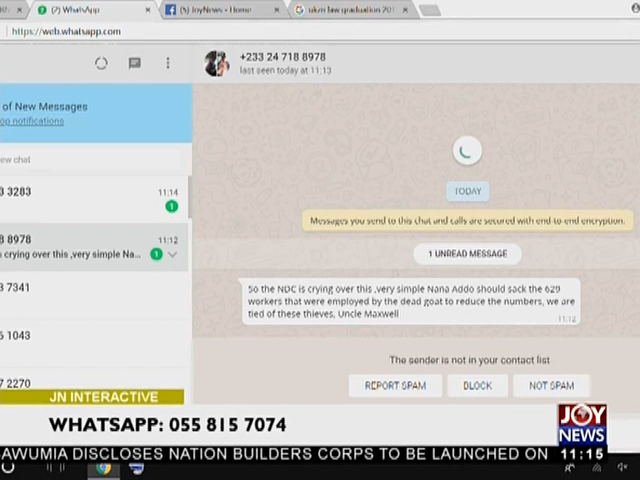 (2) WhatsApp
(5) JoyNews - Home
ukzn law graduation 201
https://web.whatsapp.com
+233 24 718 8978
last seen today at 11:13
of New Messages
op notifications
ew chat
3 3283
11:14
1
8 8978
11:12
crying over this ,very simple Na...
1
3 7341
5 1043
7 2270
TODAY
Messages you send to this chat and calls are secured with end-to-end encryption.
1 UNREAD MESSAGE
So the NDC is crying over this ,very simple Nana Addo should sack the 629
workers that were employed by the dead goat to reduce the numbers, we are
tied of these thieves, Uncle Maxwell
11:12
The sender is not in your contact list
REPORT SPAM
BLOCK
NOT SPAM
JN INTERACTIVE
WHATSAPP: 055 815 7074
JOY
NEWS
AWUMIA DISCLOSES NATION BUILDERS CORPS TO BE LAUNCHED ON
11:15